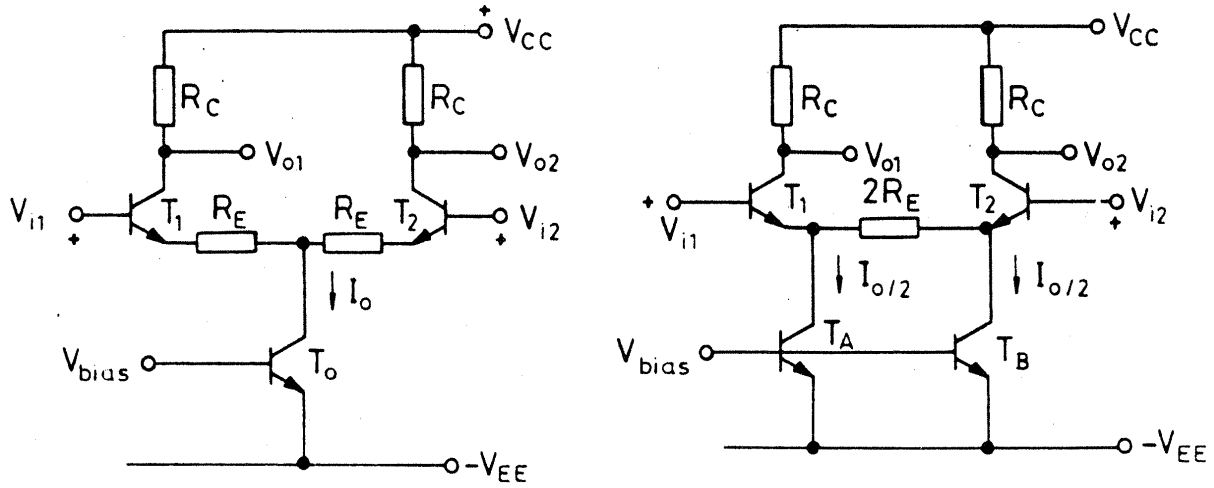 + V_CC
R_C R_C
V_o1 V_o2
V_i1 + T_1 R_E R_E T_2 + V_i2
I_o
V_bias T_o
-V_EE
V_CC
R_C R_C
V_o1 V_o2
+ V_i1 T_1 2R_E T_2 + V_i2
I_o/2 I_o/2
V_bias T_A T_B
-V_EE